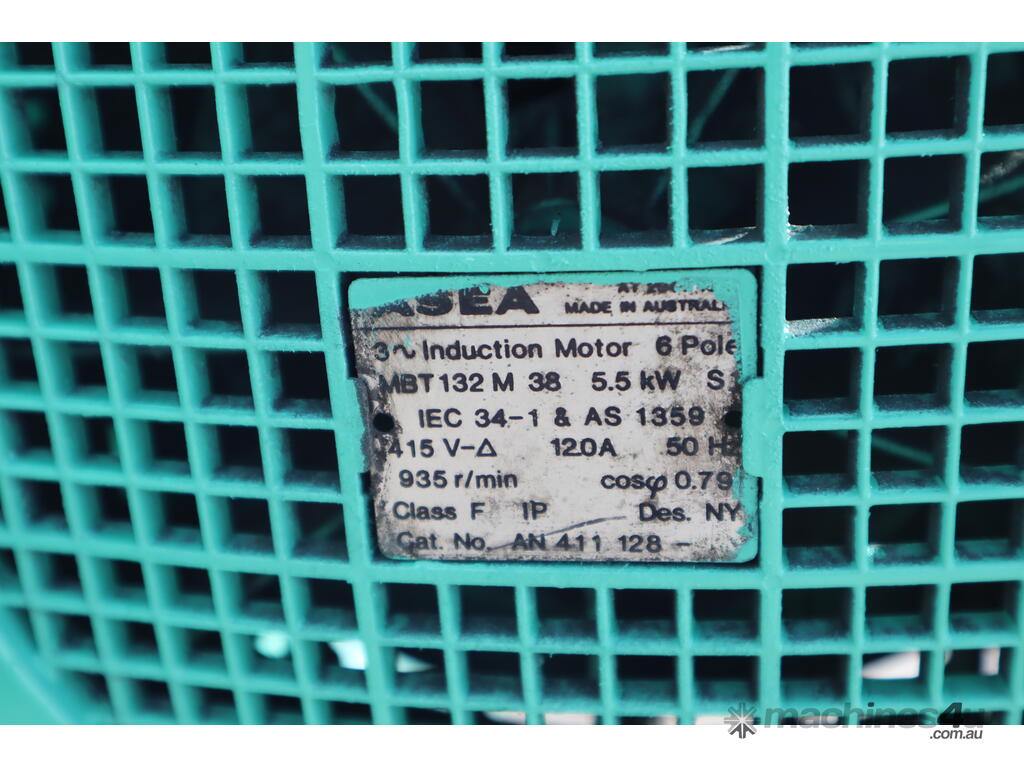 ASEA
MADE IN AUSTRAL
3~ Induction Motor 6 Pole
MBT 132 M 38 5.5 kW S
IEC 34-1 & AS 1359
415 V-Δ 12.0A 50 Hz
935 r/min cosφ 0.79
Class F IP Des. NY
Cat. No. AN 411 128 -
machines4u
.com.au